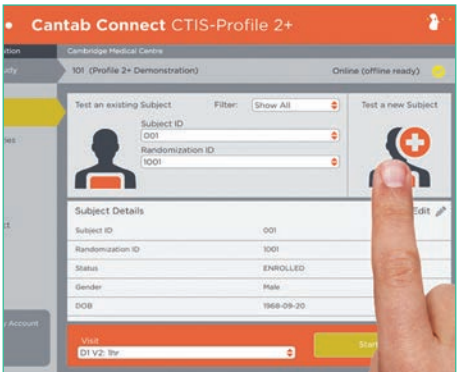 Cantab Connect CTIS-Profile 2+
Cambridge Medical Centre
101 (Profile 2+ Demonstration) Online (offline ready)
Test an existing Subject Filter: Show All Test a new Subject
Subject ID
001
Randomization ID
1001
Subject Details Edit
Subject ID 001
Randomization ID 1001
Status ENROLLED
Gender Male
DOB 1968-09-20
y Account
Visit
D1 V2: 1hr
Start